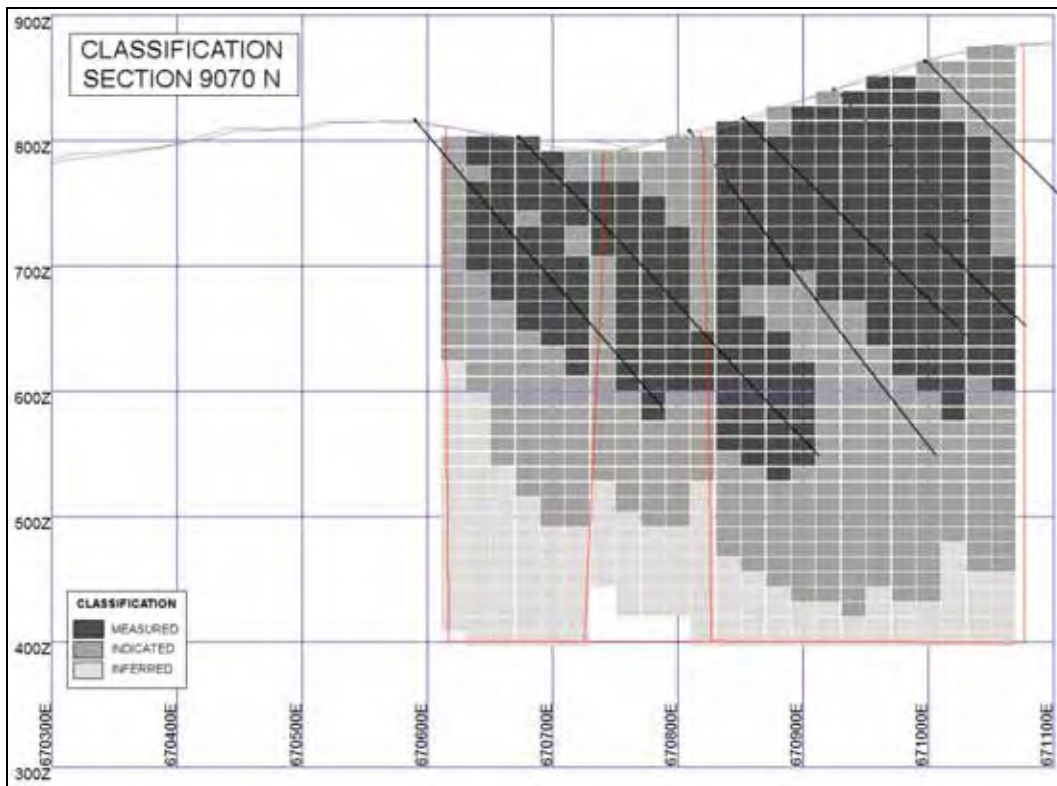 900Z
CLASSIFICATION
SECTION 9070 N
800Z
700Z
600Z
500Z
CLASSIFICATION
MEASURED
INDICATED
INFERRED
400Z
300Z
670300E
670400E
670500E
670600E
670700E
670800E
670900E
671000E
671100E